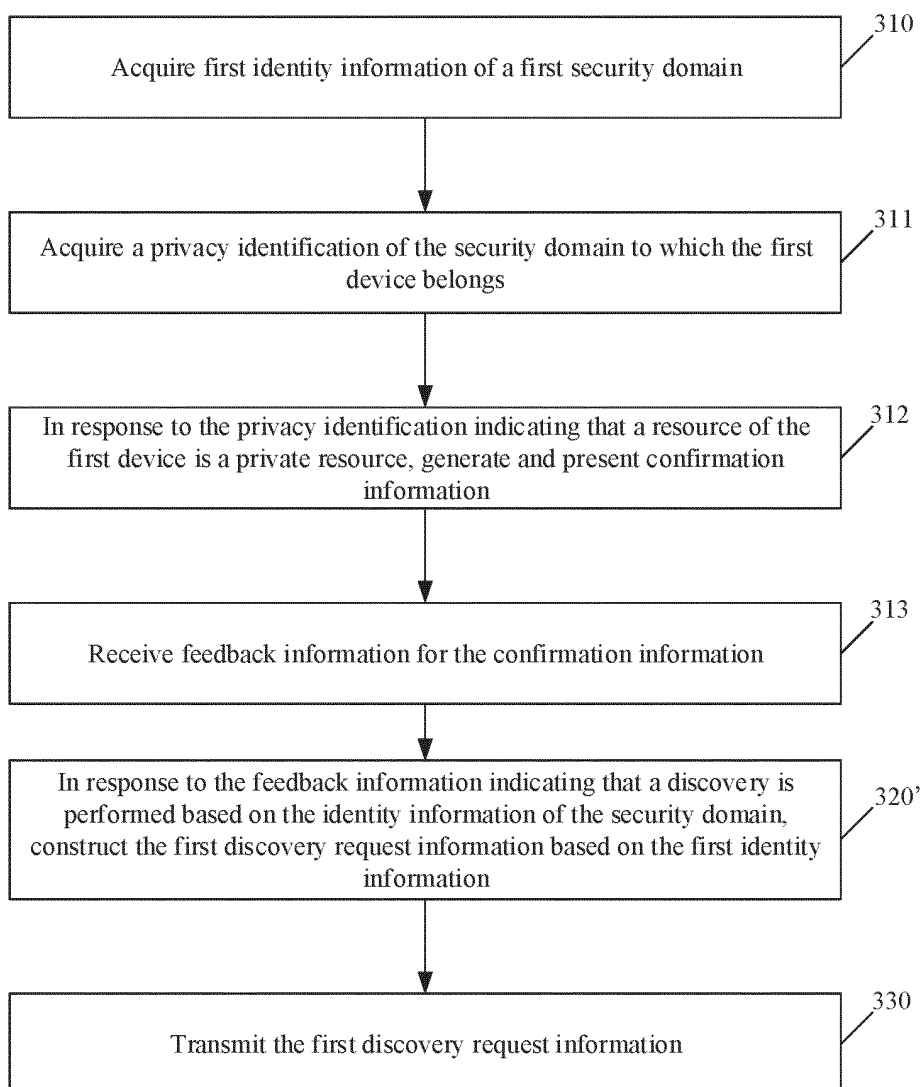 310
Acquire first identity information of a first security domain
311
Acquire a privacy identification of the security domain to which the first
device belongs
312
In response to the privacy identification indicating that a resource of the
first device is a private resource, generate and present confirmation
information
313
Receive feedback information for the confirmation information
320’
In response to the feedback information indicating that a discovery is
performed based on the identity information of the security domain,
construct the first discovery request information based on the first identity
information
330
Transmit the first discovery request information